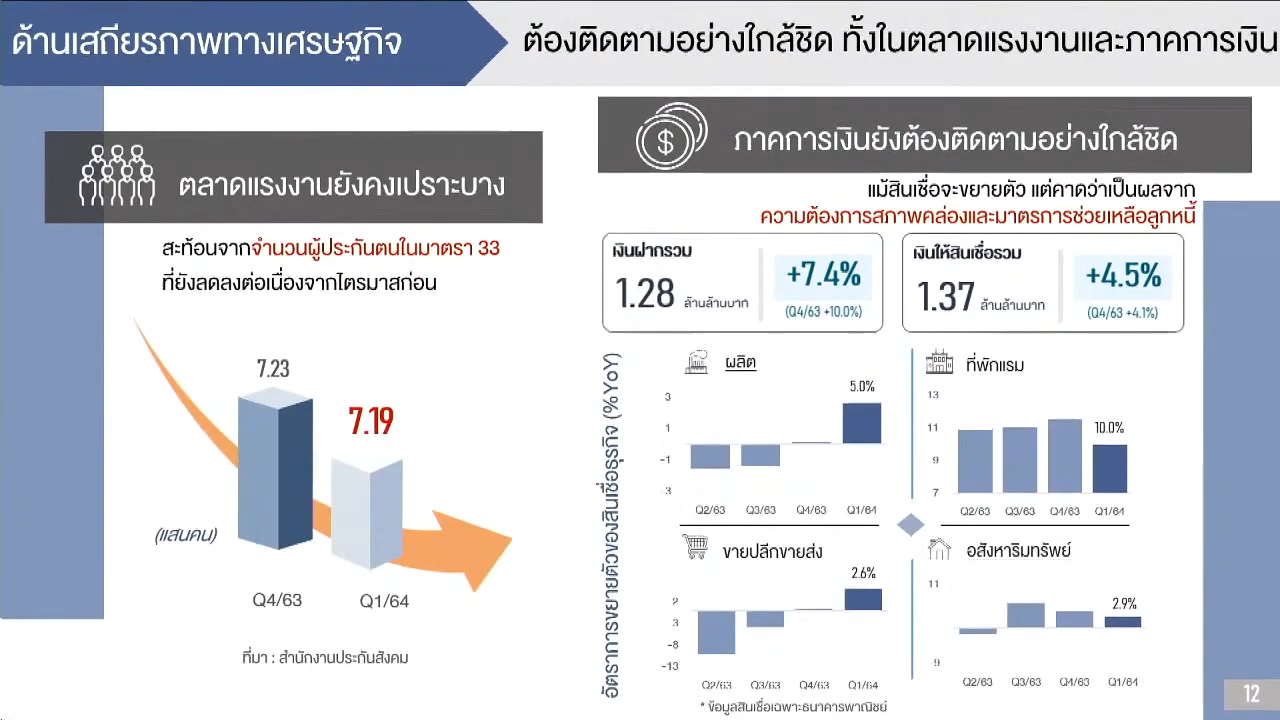 ด้านเสถียรภาพทางเศรษฐกิจ
ต้องติดตามอย่างใกล้ชิด ทั้งในตลาดแรงงานและภาคการเงิน
ตลาดแรงงานยังคงเปราะบาง
สะท้อนจากจำนวนผู้ประกันตนในมาตรา 33
ที่ยังลดลงต่อเนื่องจากไตรมาสก่อน
7.23
7.19
(แสนคน)
Q4/63
Q1/64
ที่มา : สำนักงานประกันสังคม
$
ภาคการเงินยังต้องติดตามอย่างใกล้ชิด
แม้สินเชื่อจะขยายตัว แต่คาดว่าเป็นผลจาก
ความต้องการสภาพคล่องและมาตรการช่วยเหลือลูกหนี้
เงินฝากรวม
1.28 ล้านล้านบาท
+7.4%
(Q4/63 +10.0%)
เงินให้สินเชื่อรวม
1.37 ล้านล้านบาท
+4.5%
(Q4/63 +4.1%)
อัตราการขยายตัวของสินเชื่อธุรกิจ (%YoY)
ผลิต
5.0%
3
1
-1
3
Q2/63 Q3/63 Q4/63 Q1/64
ที่พักแรม
13
11
9
7
10.0%
Q2/63 Q3/63 Q4/63 Q1/64
ขายปลีกขายส่ง
2.6%
2
3
-8
-13
Q2/63 Q3/63 Q4/63 Q1/64
อสังหาริมทรัพย์
11
2.9%
9
Q2/63 Q3/63 Q4/63 Q1/64
* ข้อมูลสินเชื่อเฉพาะธนาคารพาณิชย์
12